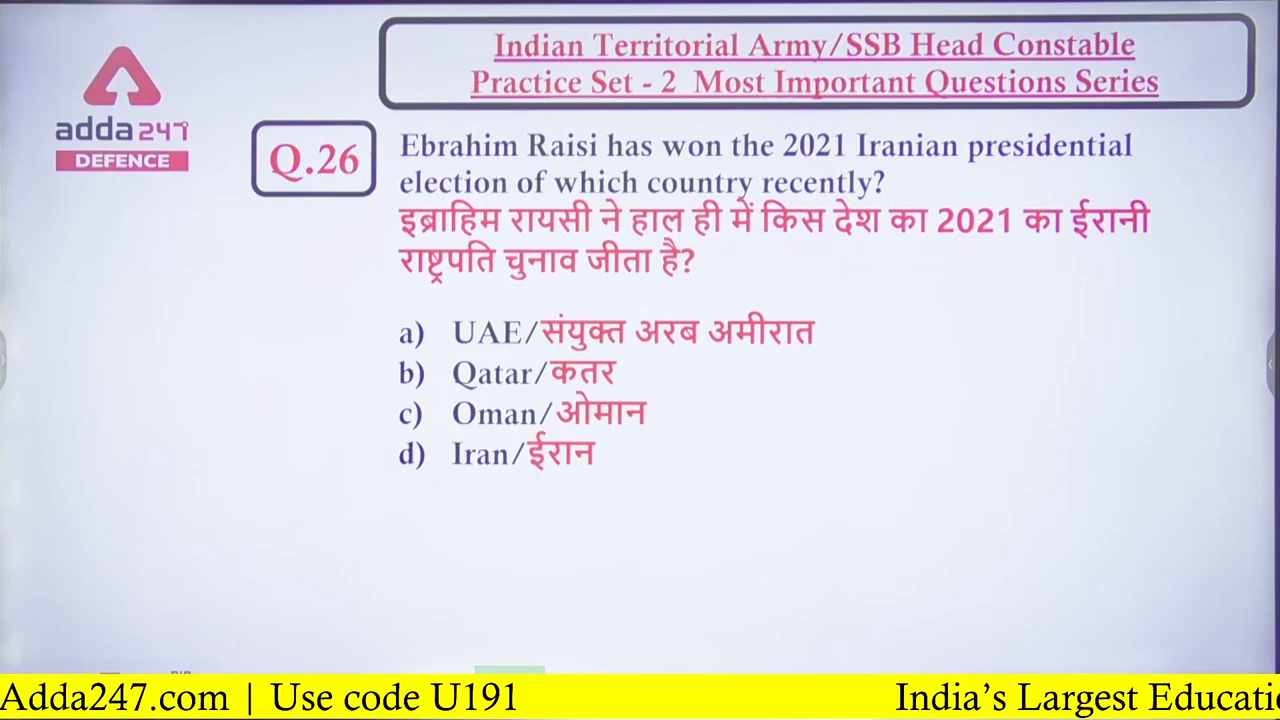 Indian Territorial Army/SSB Head Constable
Practice Set - 2 Most Important Questions Series
adda247
DEFENCE
Q.26
Ebrahim Raisi has won the 2021 Iranian presidential
election of which country recently?
इब्राहिम रायसी ने हाल ही में किस देश का 2021 का ईरानी
राष्ट्रपति चुनाव जीता है?
a) UAE/संयुक्त अरब अमीरात
b) Qatar/कतर
c) Oman/ओमान
d) Iran/ईरान
Adda247.com | Use code U191
India's Largest Educatio